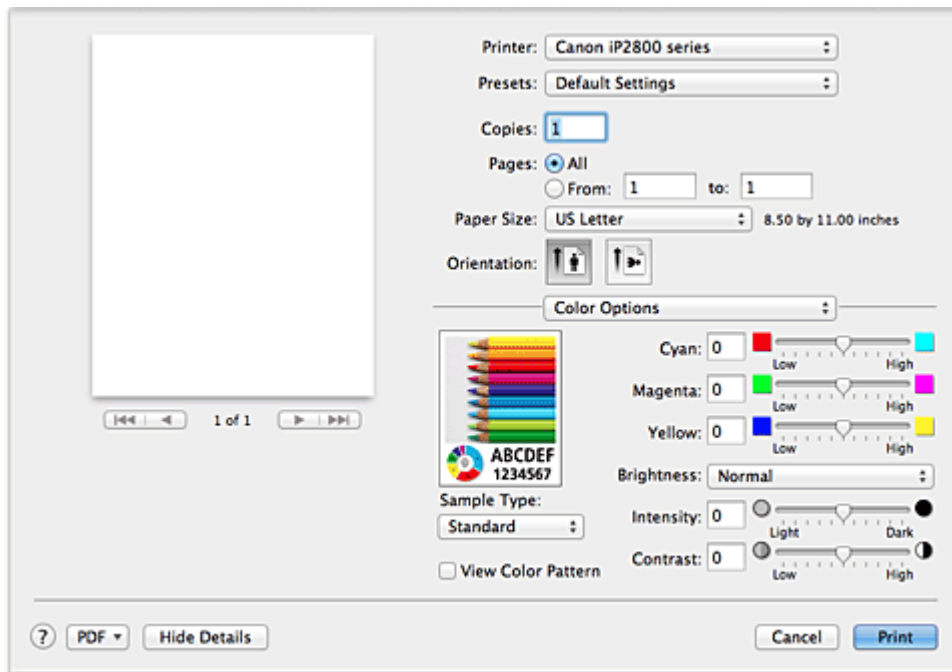 Printer: Canon iP2800 series
Presets: Default Settings
Copies: 1
Pages: All
From: 1 to: 1
Paper Size: US Letter 8.50 by 11.00 inches
Orientation:
Color Options
1 of 1
ABCDEF
1234567
Sample Type:
Standard
View Color Pattern
Cyan: 0
Low High
Magenta: 0
Low High
Yellow: 0
Low High
Brightness: Normal
Intensity: 0
Light Dark
Contrast: 0
Low High
? PDF Hide Details Cancel Print